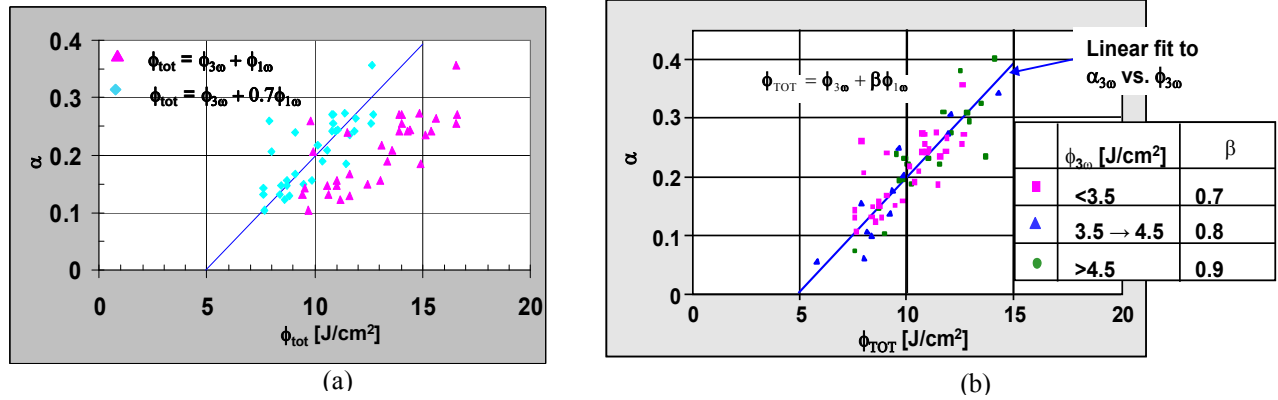 0.4
0.3
0.2
0.1
0
α
▲ ϕtot = ϕ3ω + ϕ1ω
◆ ϕtot = ϕ3ω + 0.7ϕ1ω
0 5 10 15 20
ϕtot [J/cm²]
(a)
0.4
0.3
0.2
0.1
0
α
ϕTOT = ϕ3ω + βϕ1ω
Linear fit to
α3ω vs. ϕ3ω
ϕ3ω [J/cm²] β
■ <3.5 0.7
▲ 3.5 → 4.5 0.8
● >4.5 0.9
0 5 10 15 20
ϕTOT [J/cm²]
(b)